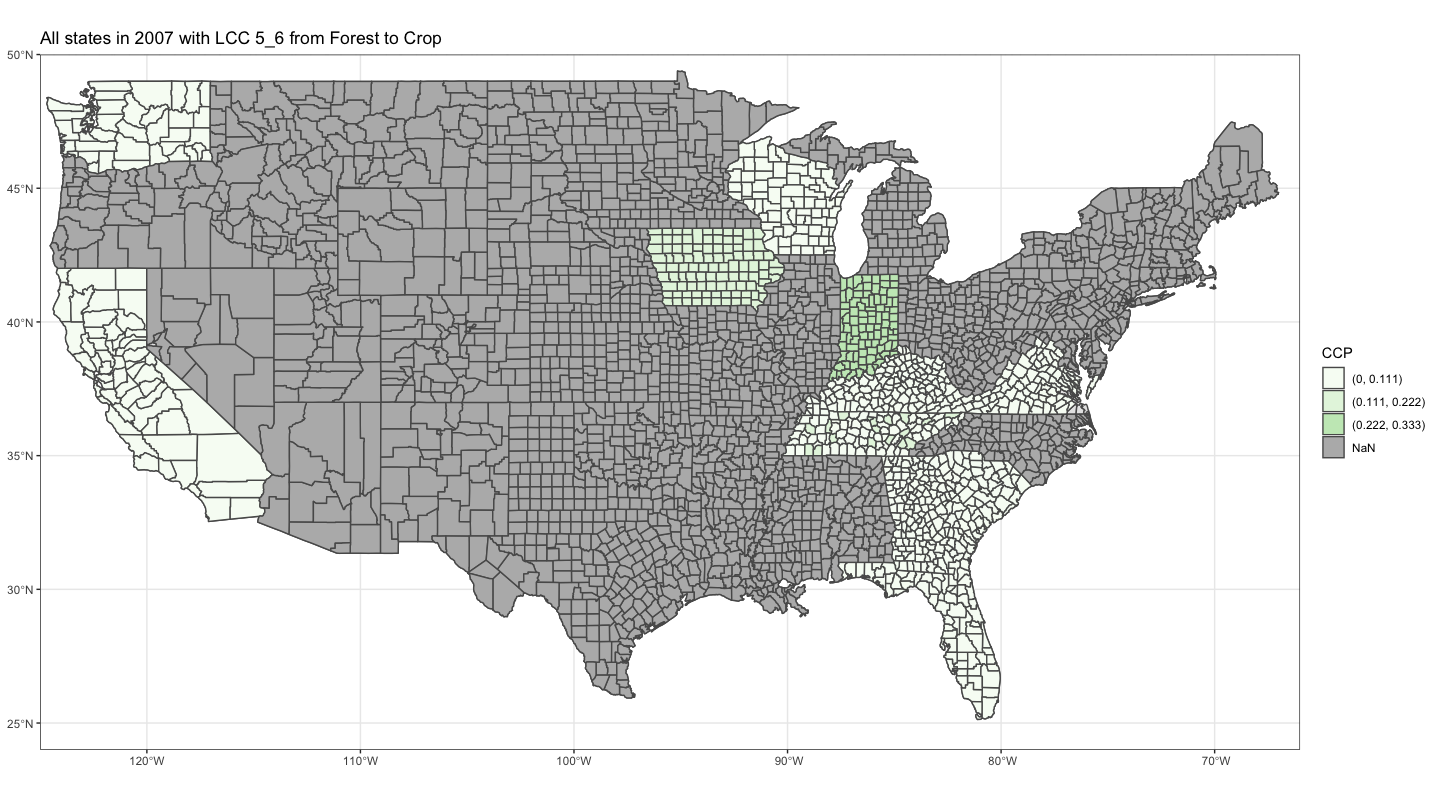 All states in 2007 with LCC 5_6 from Forest to Crop
50°N
45°N
40°N
35°N
30°N
25°N
120°W
110°W
100°W
90°W
80°W
70°W
CCP
(0, 0.111)
(0.111, 0.222)
(0.222, 0.333)
NaN